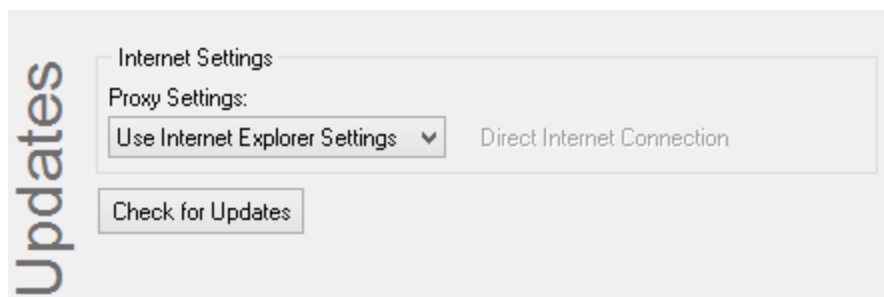 Updates
Internet Settings
Proxy Settings:
Use Internet Explorer Settings
Direct Internet Connection
Check for Updates